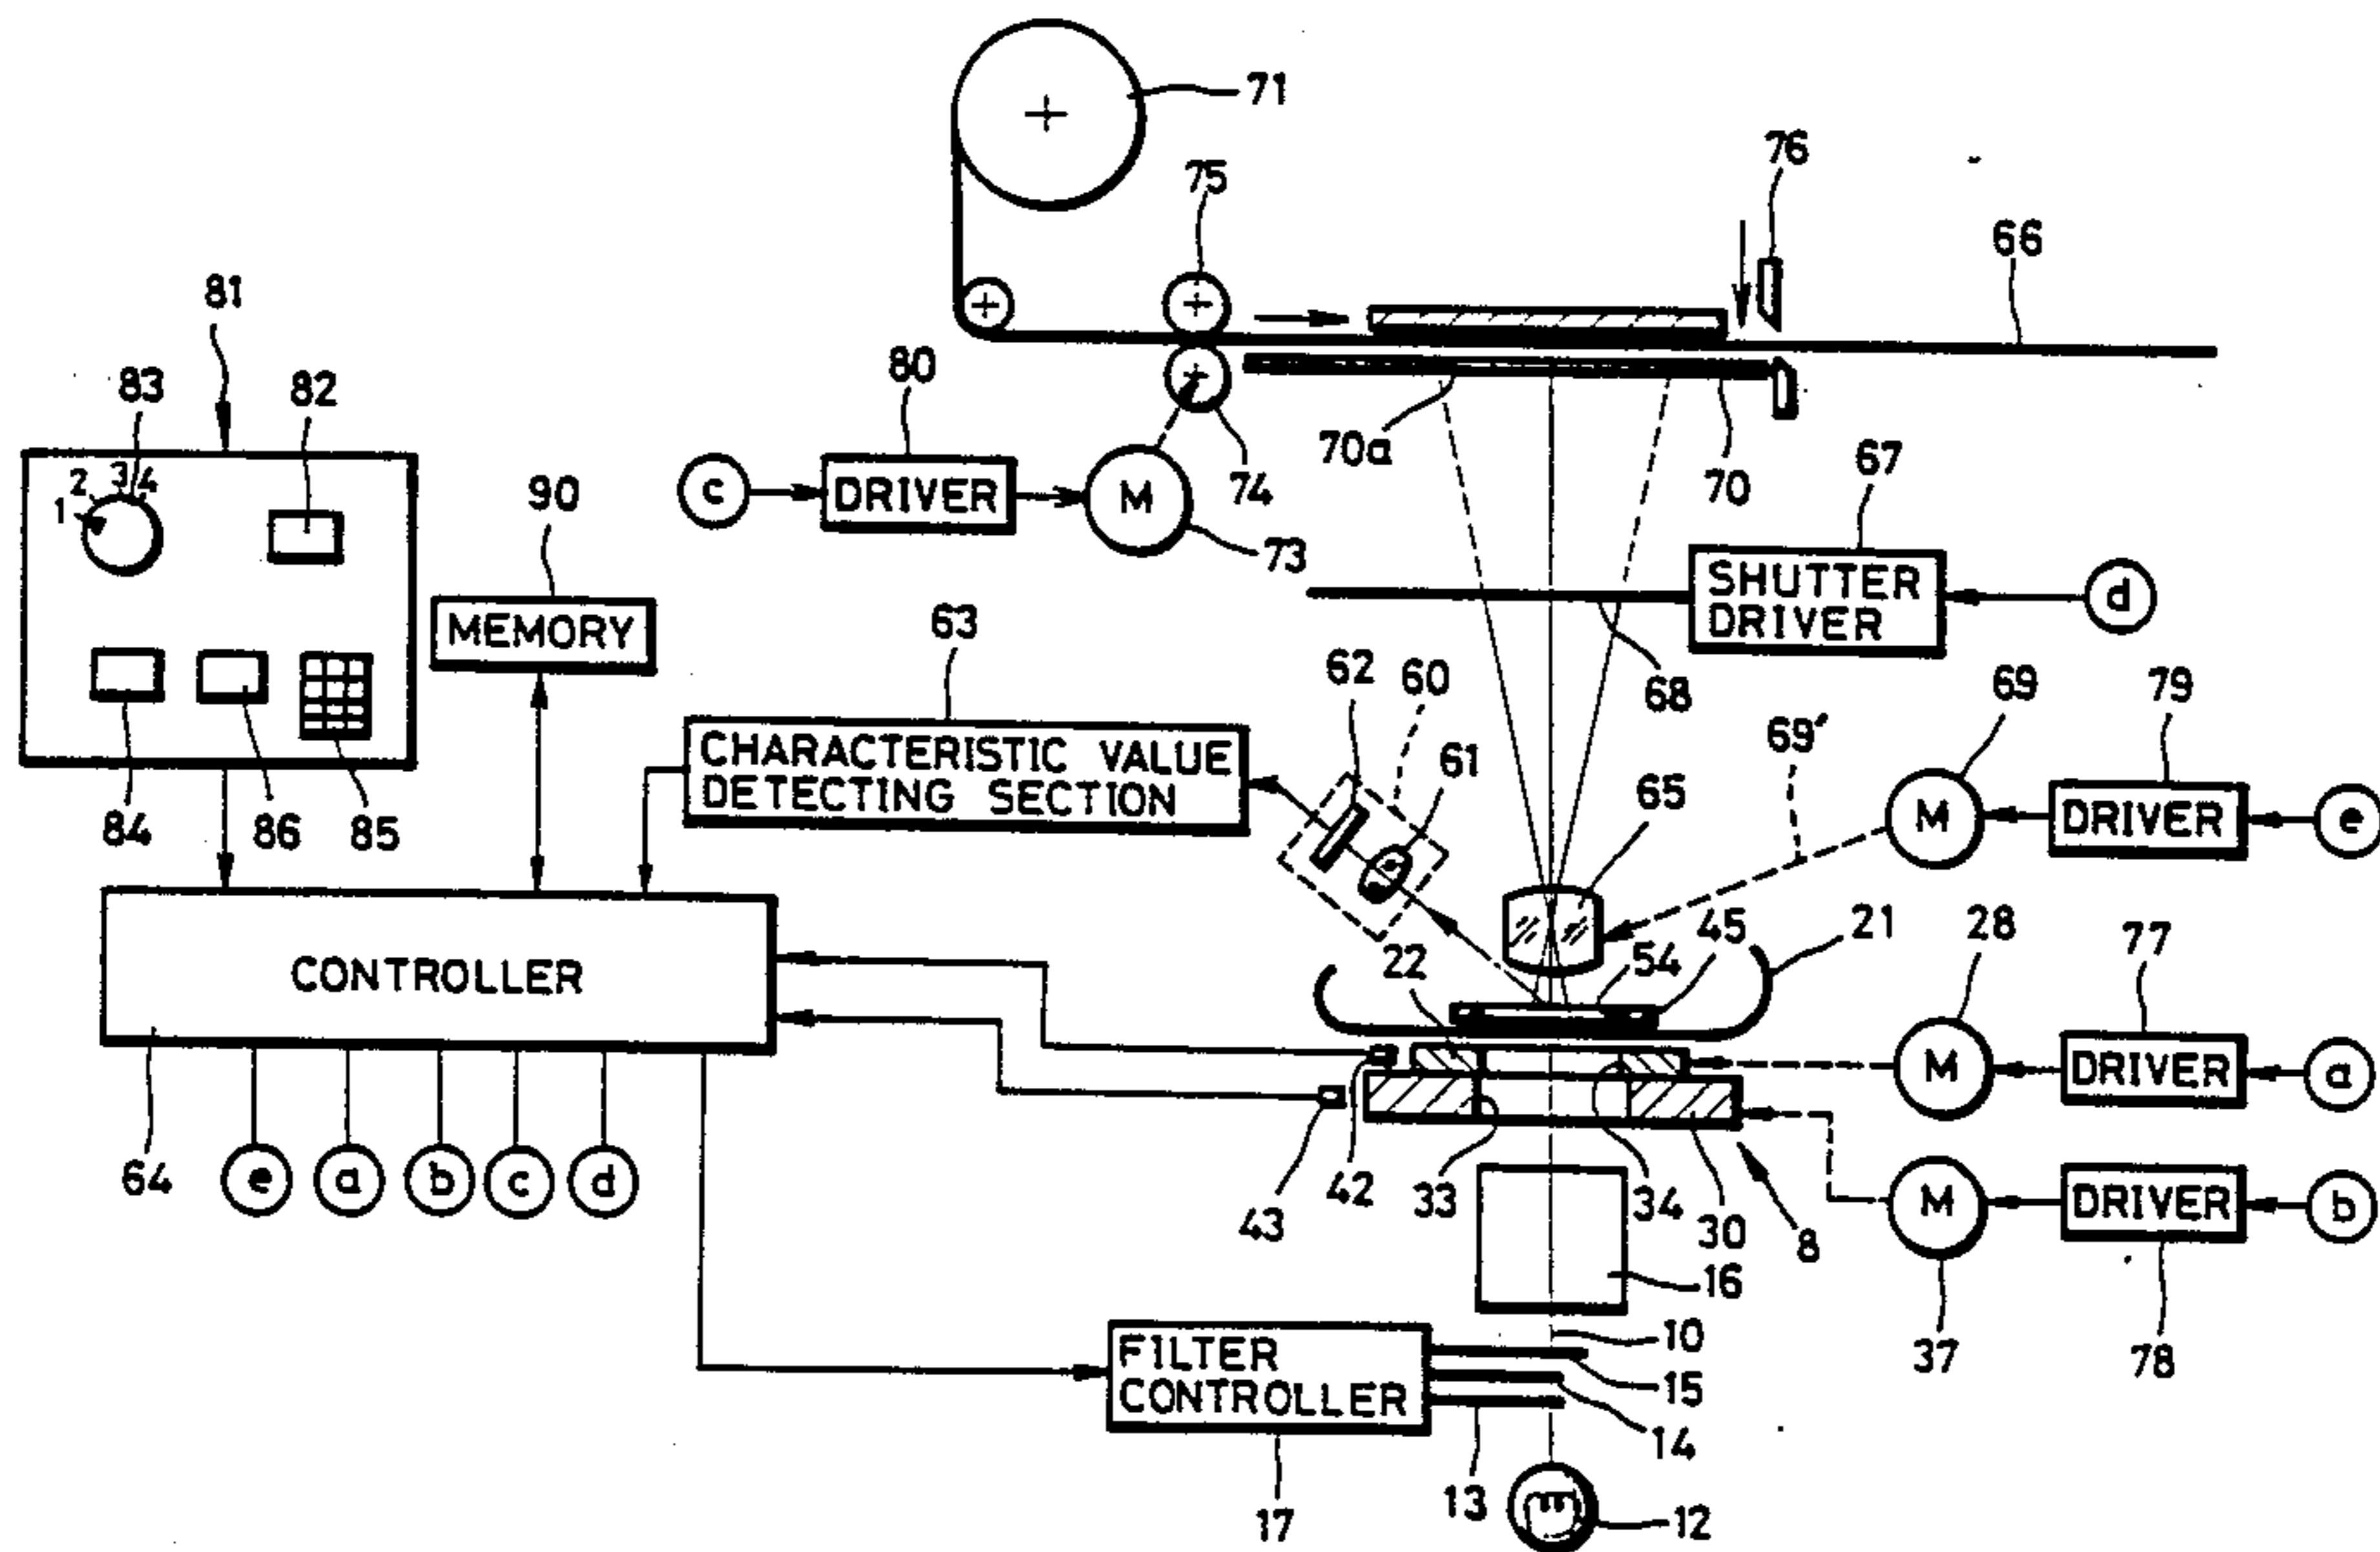 71
76
75
66
81
80
83
82
70a
70
67
2 3 4
1
90
C
DRIVER
M
74
73
SHUTTER
DRIVER
d
MEMORY
63
62
60
68
69
79
69'
84
86
85
CHARACTERISTIC VALUE
DETECTING SECTION
61
65
M
DRIVER
e
CONTROLLER
22
54
45
21
28
77
M
DRIVER
a
64
e
a
b
c
d
43
42
33
34
30
8
M
DRIVER
b
16
37
78
FILTER
CONTROLLER
10
15
14
17
13
12